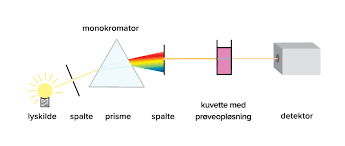 monokromator
lyskilde
spalte
prisme
spalte
kuvette med
prøveopløsning
detektor